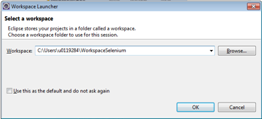 Workspace Launcher
Select a workspace
Eclipse stores your projects in a folder called a workspace.
Choose a workspace folder to use for this session.
Workspace: C:\Users\u0119284\WorkspaceSelenium Browse...
Use this as the default and do not ask again
OK Cancel